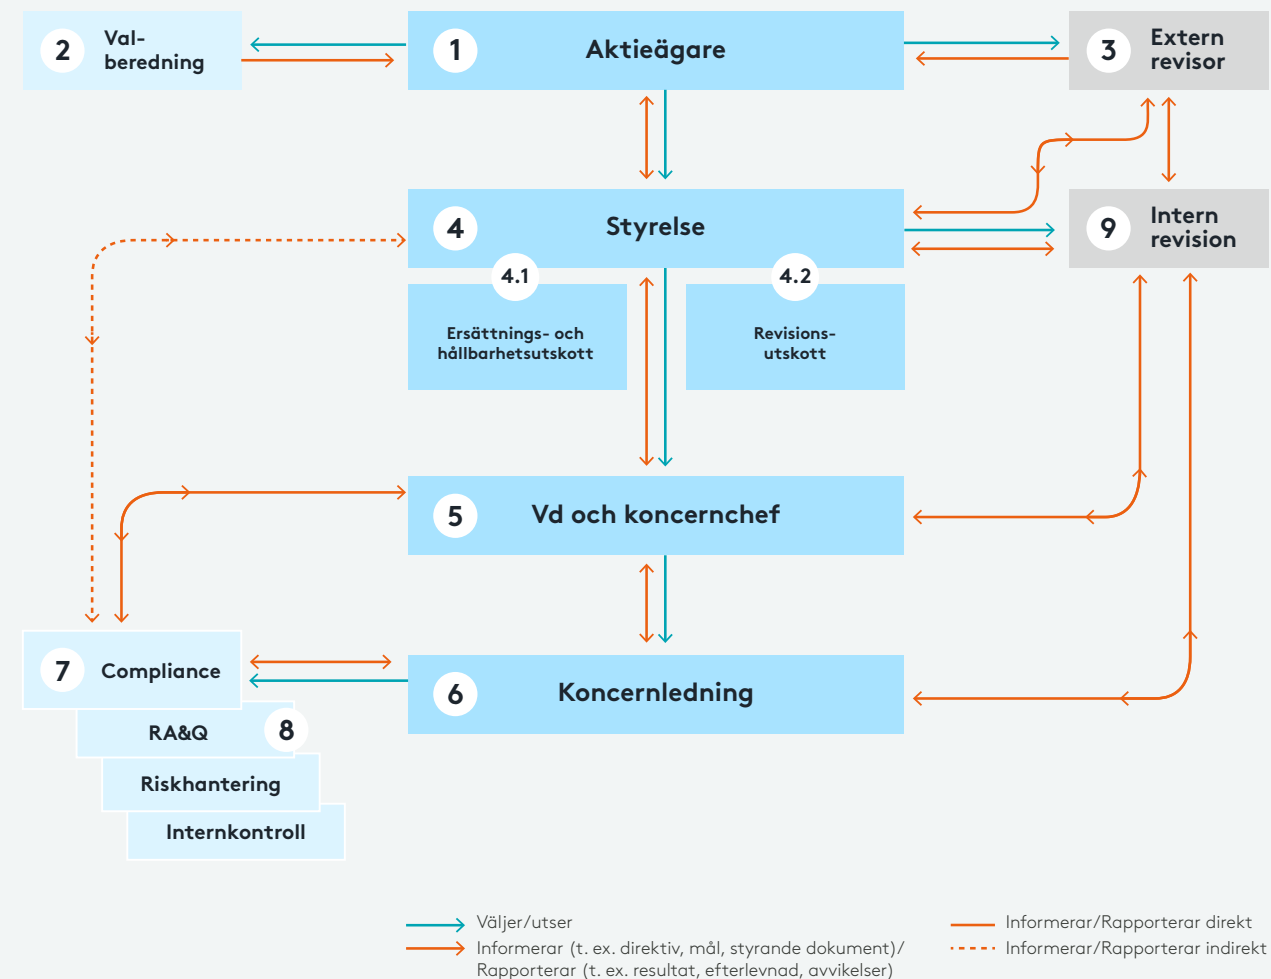 2
Val-
beredning
1
Aktieägare
3
Extern
revisor
4
Styrelse
9
Intern
revision
4.1
Ersättnings- och
hållbarhetsutskott
4.2
Revisions-
utskott
5
Vd och koncernchef
7
Compliance
6
Koncernledning
RA&Q
8
Riskhantering
Internkontroll
Väljer/utser
Informerar (t. ex. direktiv, mål, styrande dokument)/
Rapporterar (t. ex. resultat, efterlevnad, avvikelser)
Informerar/Rapporterar direkt
Informerar/Rapporterar indirekt